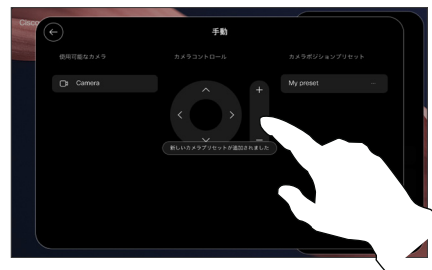 Cisco
手動
使用可能なカメラ
カメラコントロール
カメラポジションプリセット
Camera
My preset
新しいカメラプリセットが追加されました